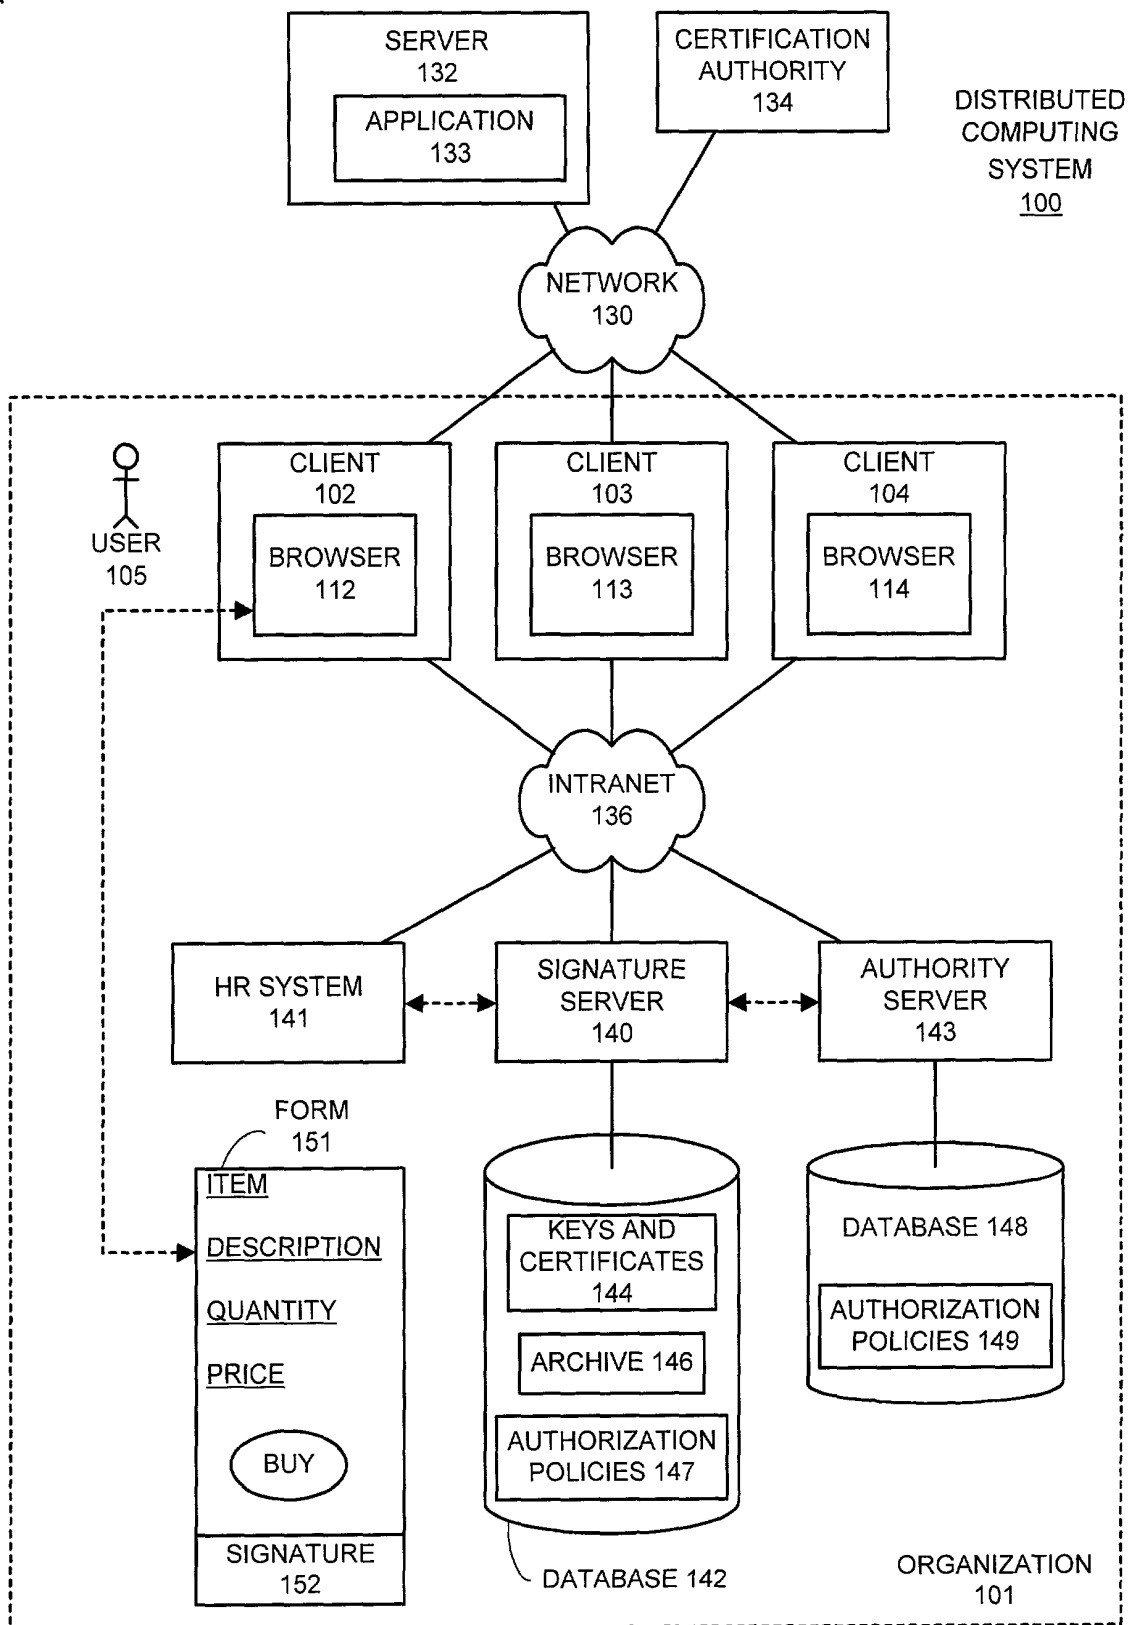 SERVER
132
APPLICATION
133
CERTIFICATION
AUTHORITY
134
DISTRIBUTED
COMPUTING
SYSTEM
100
NETWORK
130
USER
105
CLIENT
102
BROWSER
112
CLIENT
103
BROWSER
113
CLIENT
104
BROWSER
114
INTRANET
136
HR SYSTEM
141
SIGNATURE
SERVER
140
AUTHORITY
SERVER
143
FORM
151
ITEM
DESCRIPTION
QUANTITY
PRICE
BUY
SIGNATURE
152
KEYS AND
CERTIFICATES
144
ARCHIVE 146
AUTHORIZATION
POLICIES 147
DATABASE 142
DATABASE 148
AUTHORIZATION
POLICIES 149
ORGANIZATION
101